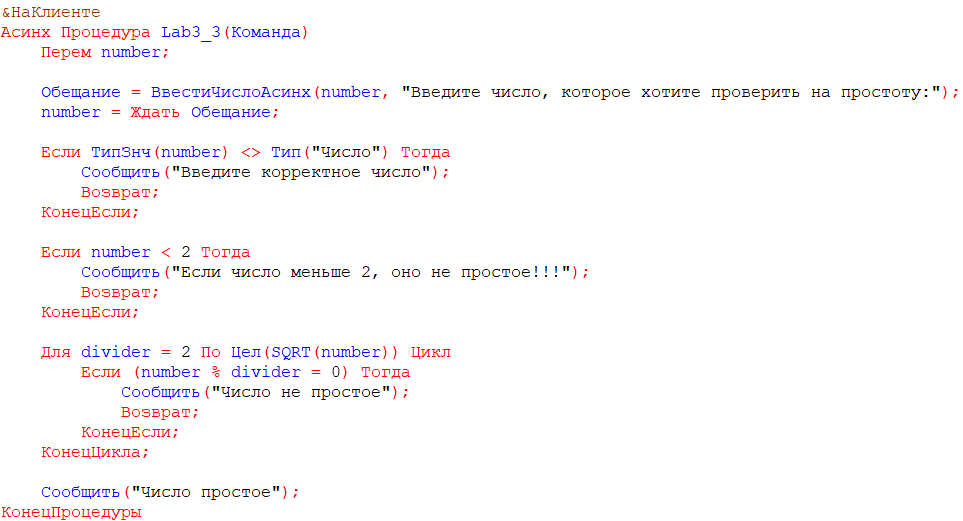 &НаКлиенте
Асинх Процедура Lab3_3(Команда)
    Перем number;

    Обещание = ВвестиЧислоАсинх(number, "Введите число, которое хотите проверить на простоту:");
    number = Ждать Обещание;

    Если ТипЗнч(number) <> Тип("Число") Тогда
        Сообщить("Введите корректное число");
        Возврат;
    КонецЕсли;

    Если number < 2 Тогда
        Сообщить("Если число меньше 2, оно не простое!!!");
        Возврат;
    КонецЕсли;

    Для divider = 2 По Цел(SQRT(number)) Цикл
        Если (number % divider = 0) Тогда
            Сообщить("Число не простое");
            Возврат;
        КонецЕсли;
    КонецЦикла;

    Сообщить("Число простое");
КонецПроцедуры